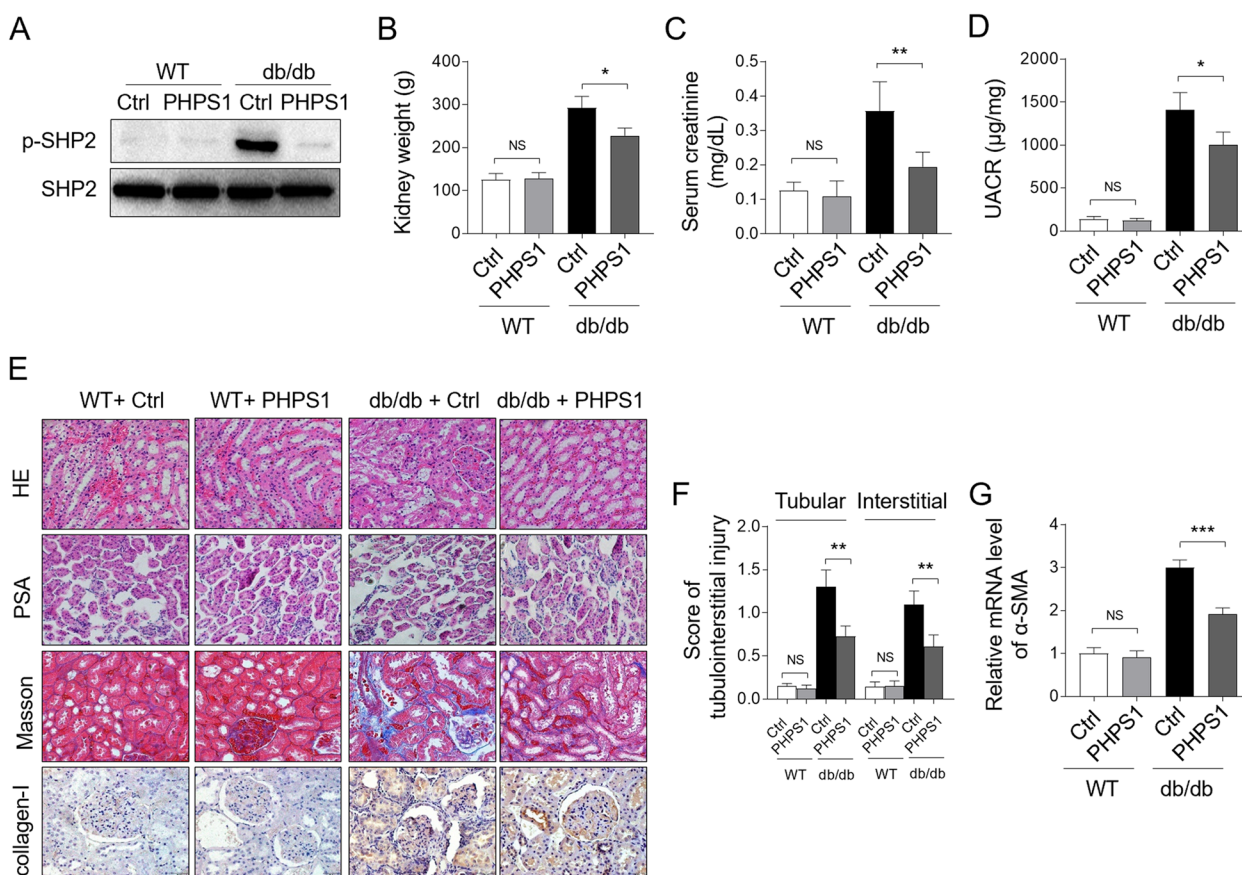 A
WT db/db
Ctrl PHPS1 Ctrl PHPS1
p-SHP2
SHP2
B
Kidney weight (g)
400
300
200
100
0
NS
*
Ctrl
PHPS1
Ctrl
PHPS1
WT
db/db
C
Serum creatinine
(mg/dL)
0.5
0.4
0.3
0.2
0.1
0.0
NS
**
Ctrl
PHPS1
Ctrl
PHPS1
WT
db/db
D
UACR (μg/mg)
2000
1500
1000
500
0
NS
*
Ctrl
PHPS1
Ctrl
PHPS1
WT
db/db
E
WT+ Ctrl WT+ PHPS1 db/db + Ctrl db/db + PHPS1
HE
PSA
Masson
collagen-I
F
Tubular Interstitial
Score of
tubulointerstitial injury
2.0
1.5
1.0
0.5
0.0
NS
**
NS
**
Ctrl
PHPS1
Ctrl
PHPS1
Ctrl
PHPS1
Ctrl
PHPS1
WT
db/db
WT
db/db
G
Relative mRNA level
of α-SMA
4
3
2
1
0
NS
***
Ctrl
PHPS1
Ctrl
PHPS1
WT
db/db